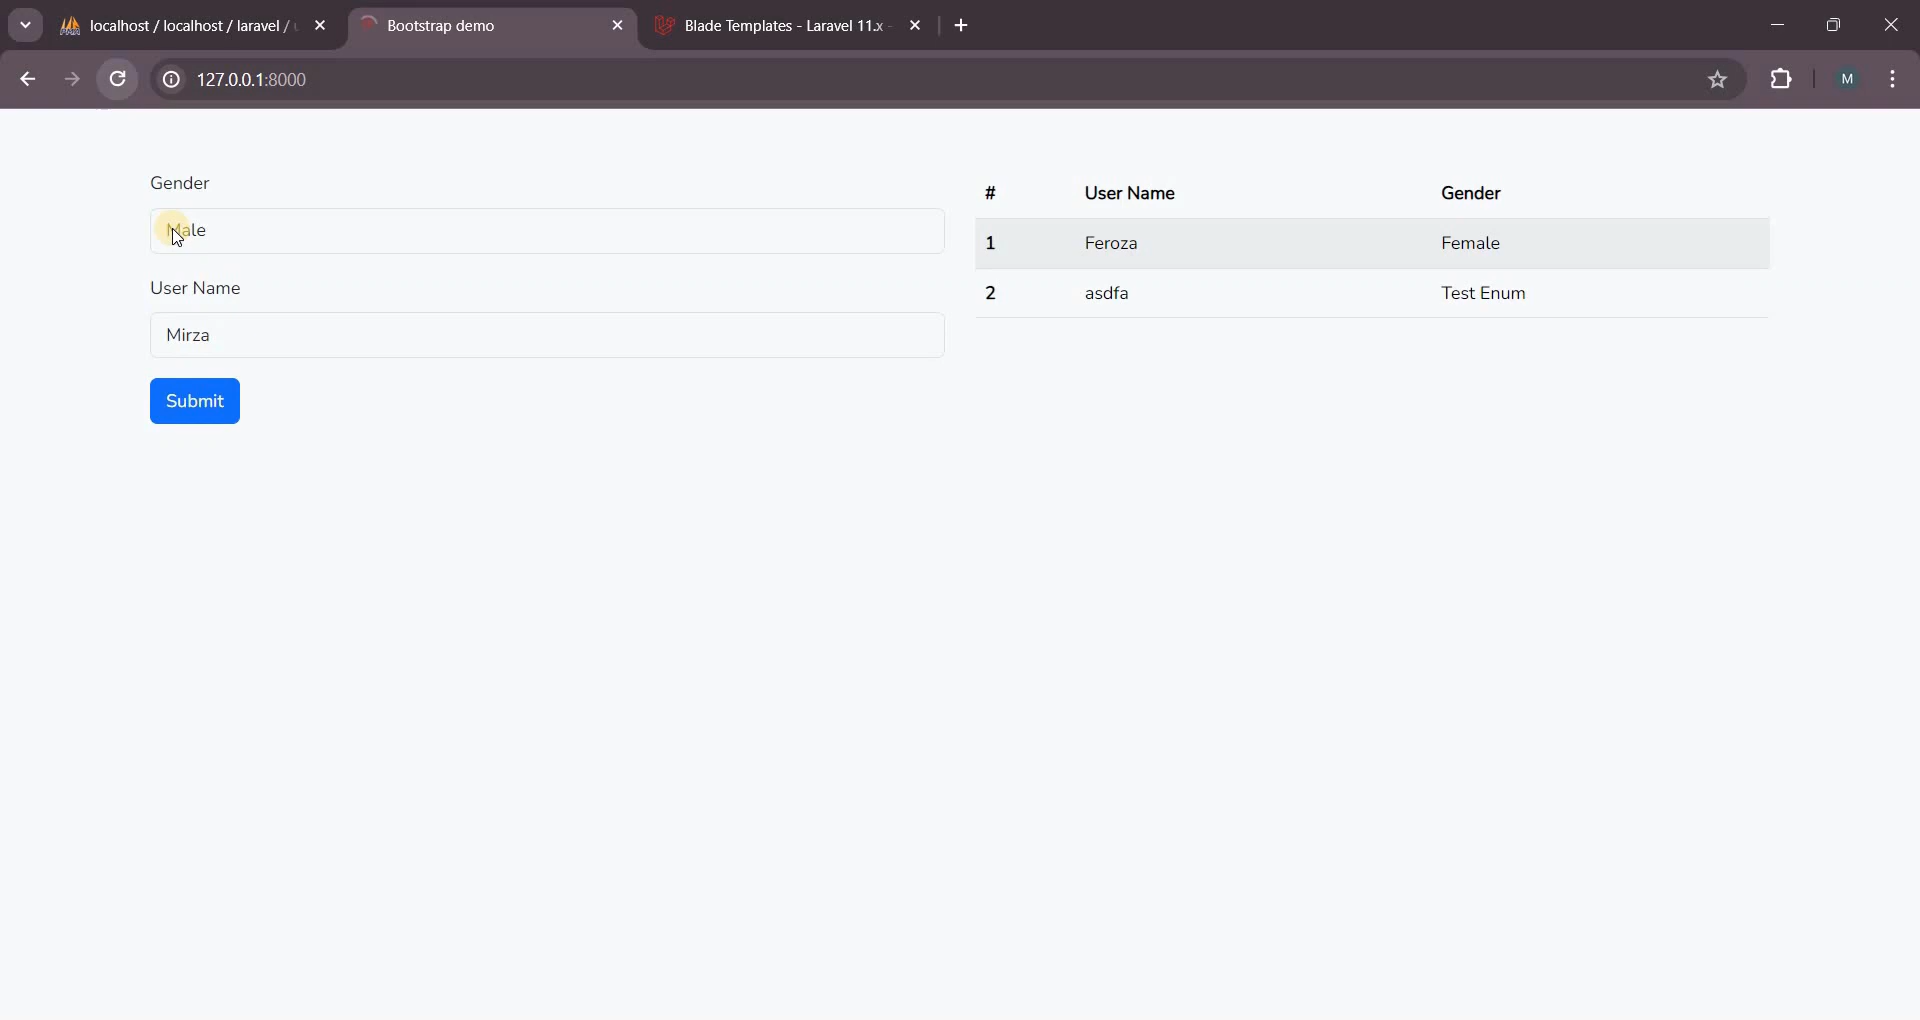 localhost / localhost / laravel /
Bootstrap demo
Blade Templates - Laravel 11.x -
127.0.0.1:8000
M
Gender
Male
User Name
Mirza
Submit
# User Name Gender
1 Feroza Female
2 asdfa Test Enum